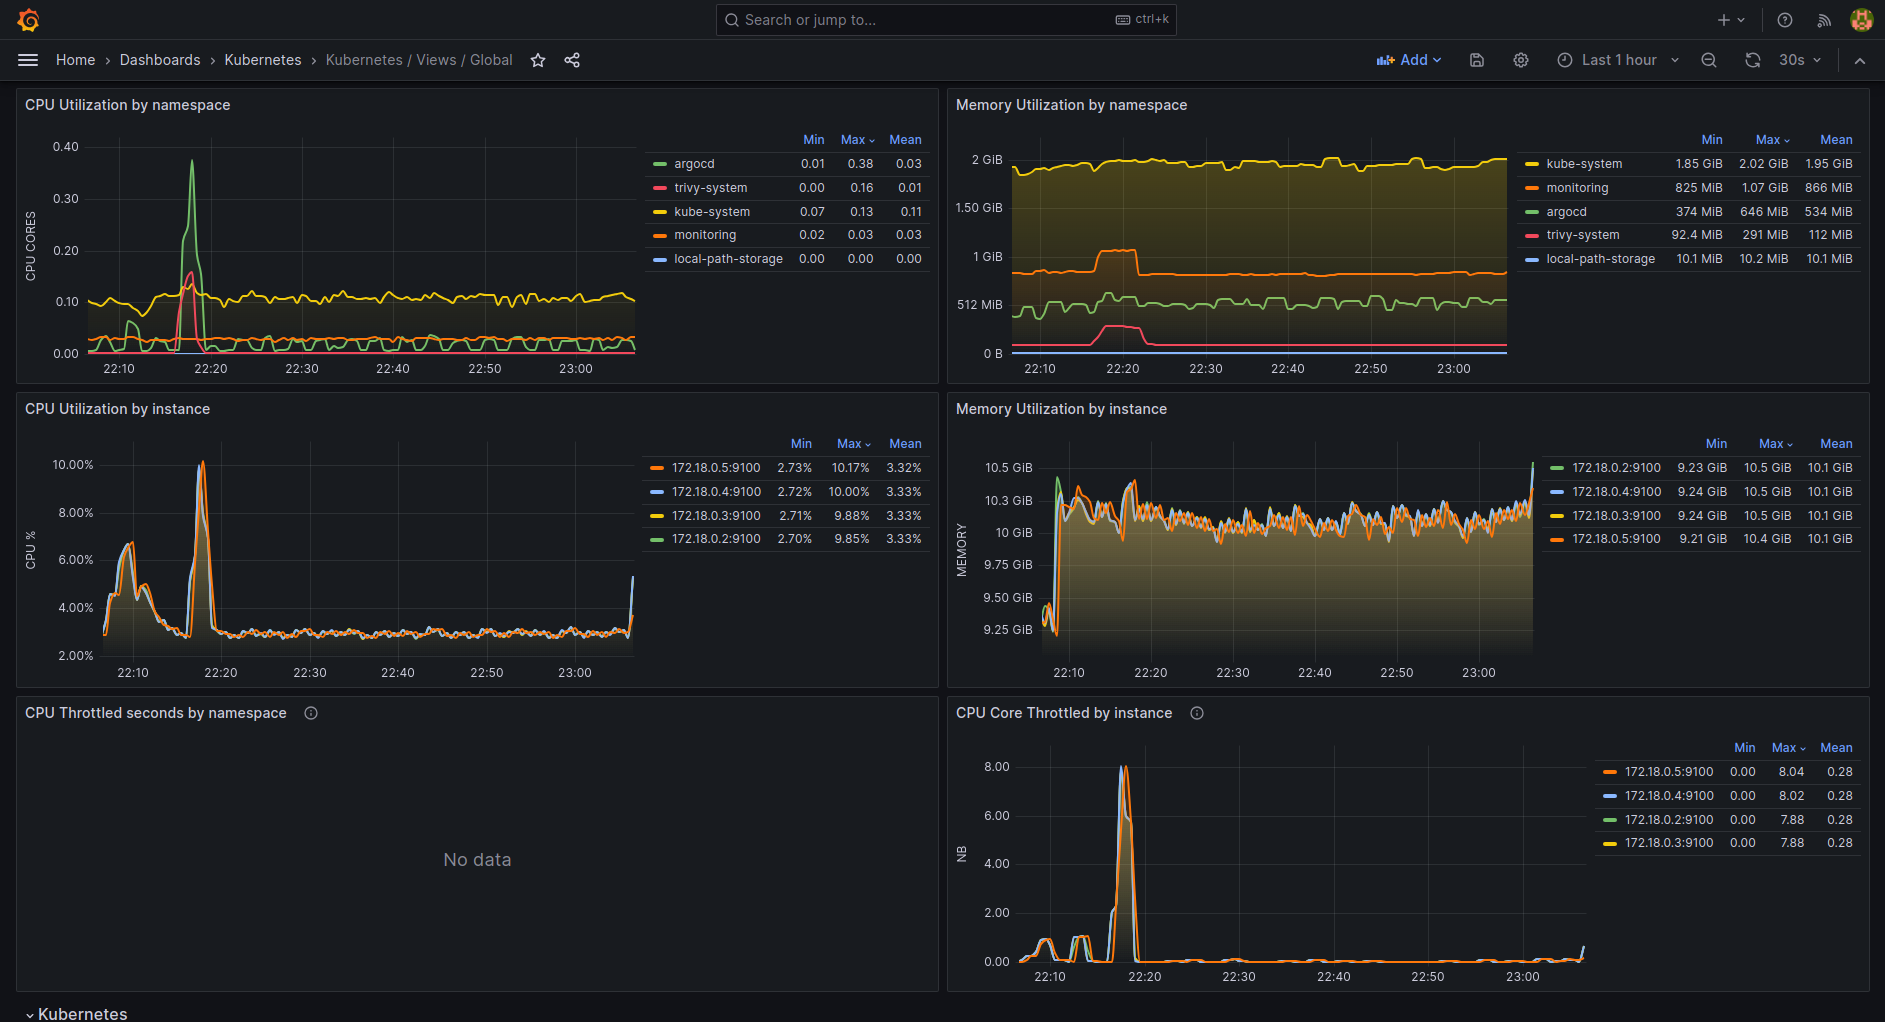 Search or jump to... ctrl+k
Home › Dashboards › Kubernetes › Kubernetes / Views / Global Add Last 1 hour 30s
CPU Utilization by namespace
CPU CORES
0.40
0.30
0.20
0.10
0.00
22:10 22:20 22:30 22:40 22:50 23:00
Min Max Mean
argocd 0.01 0.38 0.03
trivy-system 0.00 0.16 0.01
kube-system 0.07 0.13 0.11
monitoring 0.02 0.03 0.03
local-path-storage 0.00 0.00 0.00
Memory Utilization by namespace
2 GiB
1.50 GiB
1 GiB
512 MiB
0 B
22:10 22:20 22:30 22:40 22:50 23:00
Min Max Mean
kube-system 1.85 GiB 2.02 GiB 1.95 GiB
monitoring 825 MiB 1.07 GiB 866 MiB
argocd 374 MiB 646 MiB 534 MiB
trivy-system 92.4 MiB 291 MiB 112 MiB
local-path-storage 10.1 MiB 10.2 MiB 10.1 MiB
CPU Utilization by instance
CPU %
10.00%
8.00%
6.00%
4.00%
2.00%
22:10 22:20 22:30 22:40 22:50 23:00
Min Max Mean
172.18.0.5:9100 2.73% 10.17% 3.32%
172.18.0.4:9100 2.72% 10.00% 3.33%
172.18.0.3:9100 2.71% 9.88% 3.33%
172.18.0.2:9100 2.70% 9.85% 3.33%
Memory Utilization by instance
MEMORY
10.5 GiB
10.3 GiB
10 GiB
9.75 GiB
9.50 GiB
9.25 GiB
22:10 22:20 22:30 22:40 22:50 23:00
Min Max Mean
172.18.0.2:9100 9.23 GiB 10.5 GiB 10.1 GiB
172.18.0.4:9100 9.24 GiB 10.5 GiB 10.1 GiB
172.18.0.3:9100 9.24 GiB 10.5 GiB 10.1 GiB
172.18.0.5:9100 9.21 GiB 10.4 GiB 10.1 GiB
CPU Throttled seconds by namespace
No data
CPU Core Throttled by instance
NB
8.00
6.00
4.00
2.00
0.00
22:10 22:20 22:30 22:40 22:50 23:00
Min Max Mean
172.18.0.5:9100 0.00 8.04 0.28
172.18.0.4:9100 0.00 8.02 0.28
172.18.0.2:9100 0.00 7.88 0.28
172.18.0.3:9100 0.00 7.88 0.28
Kubernetes